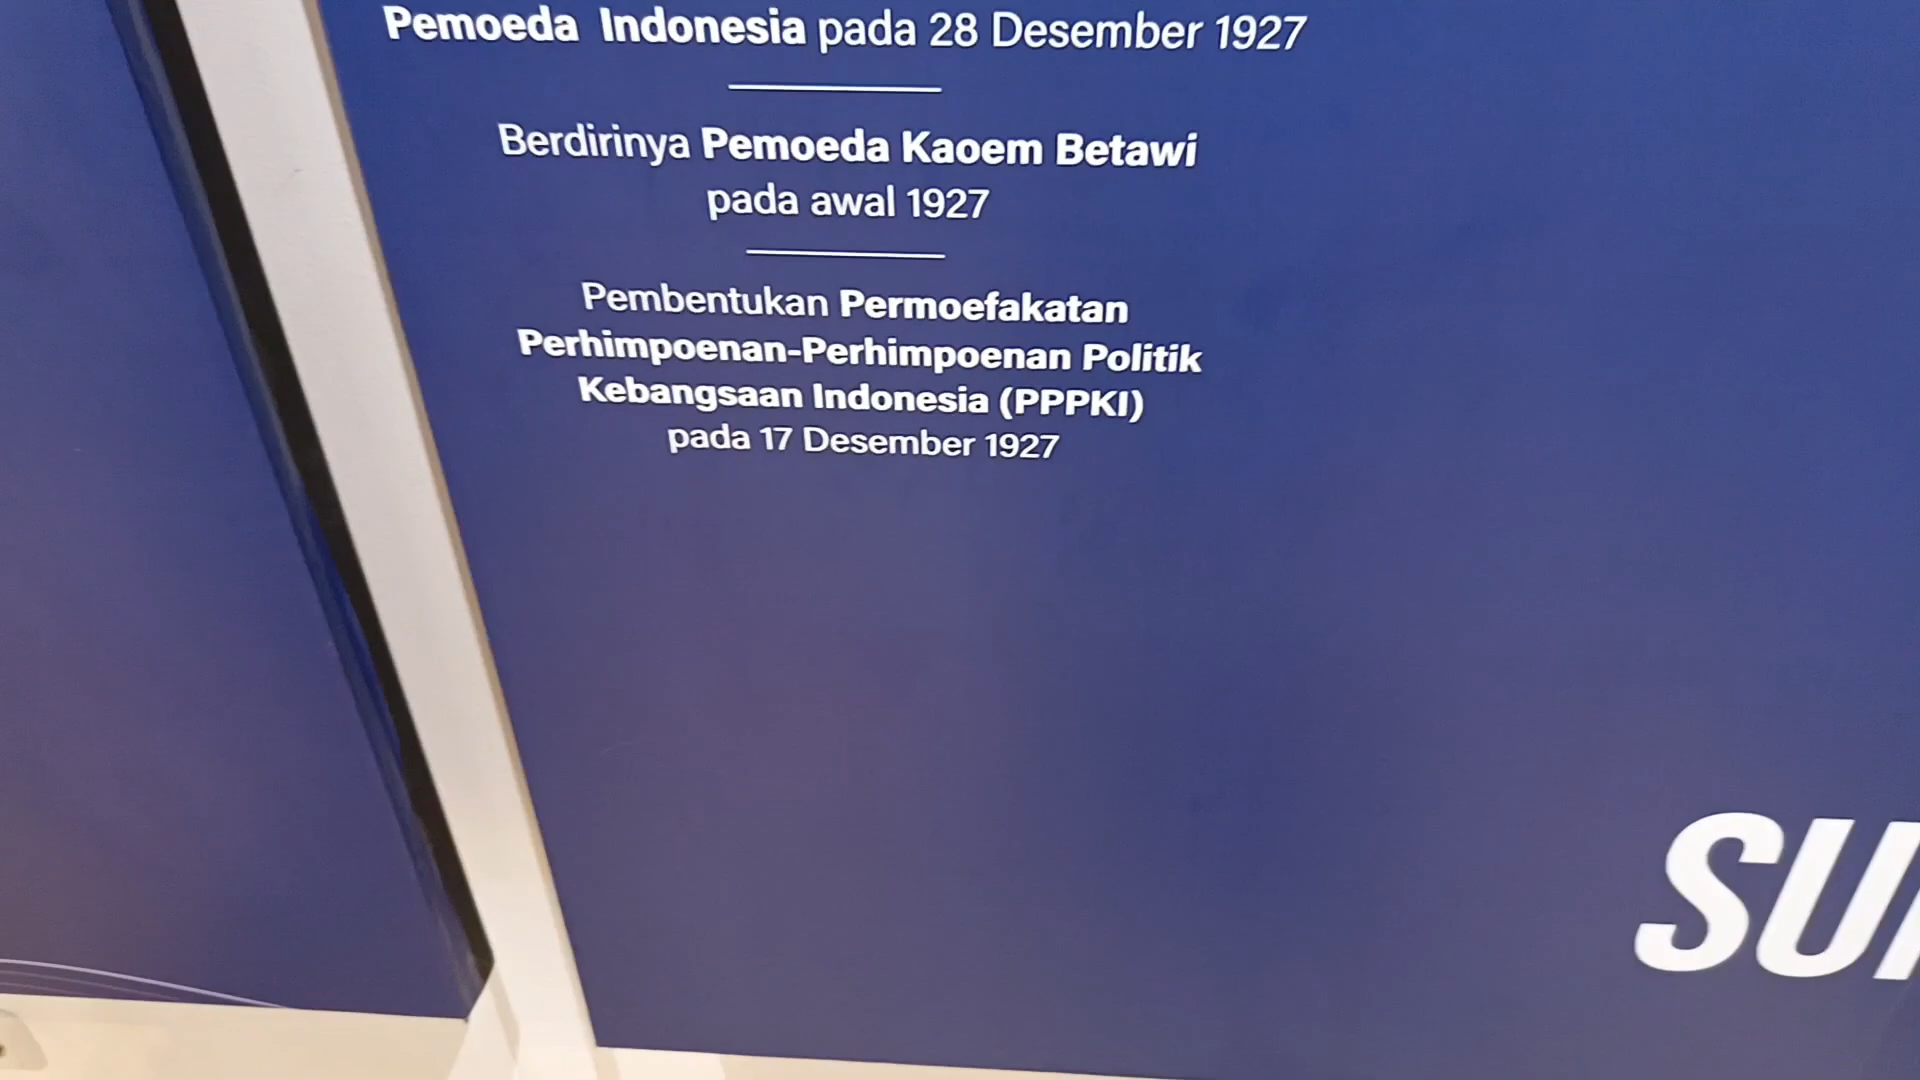 Pemoeda Indonesia pada 28 Desember 1927
Berdirinya Pemoeda Kaoem Betawi
pada awal 1927
Pembentukan Permoefakatan
Perhimpoenan-Perhimpoenan Politik
Kebangsaan Indonesia (PPPKI)
pada 17 Desember 1927